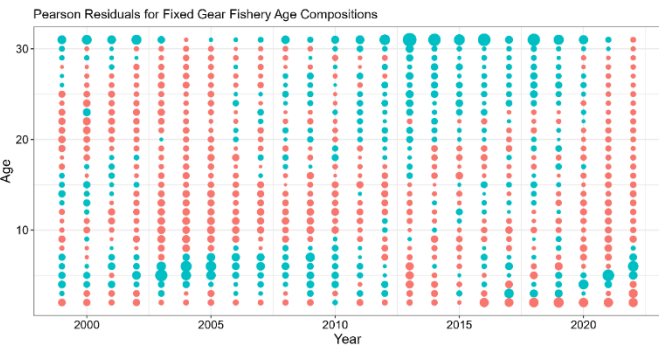 Pearson Residuals for Fixed Gear Fishery Age Compositions
30
20
10
Age
2000 2005 2010 2015 2020
Year